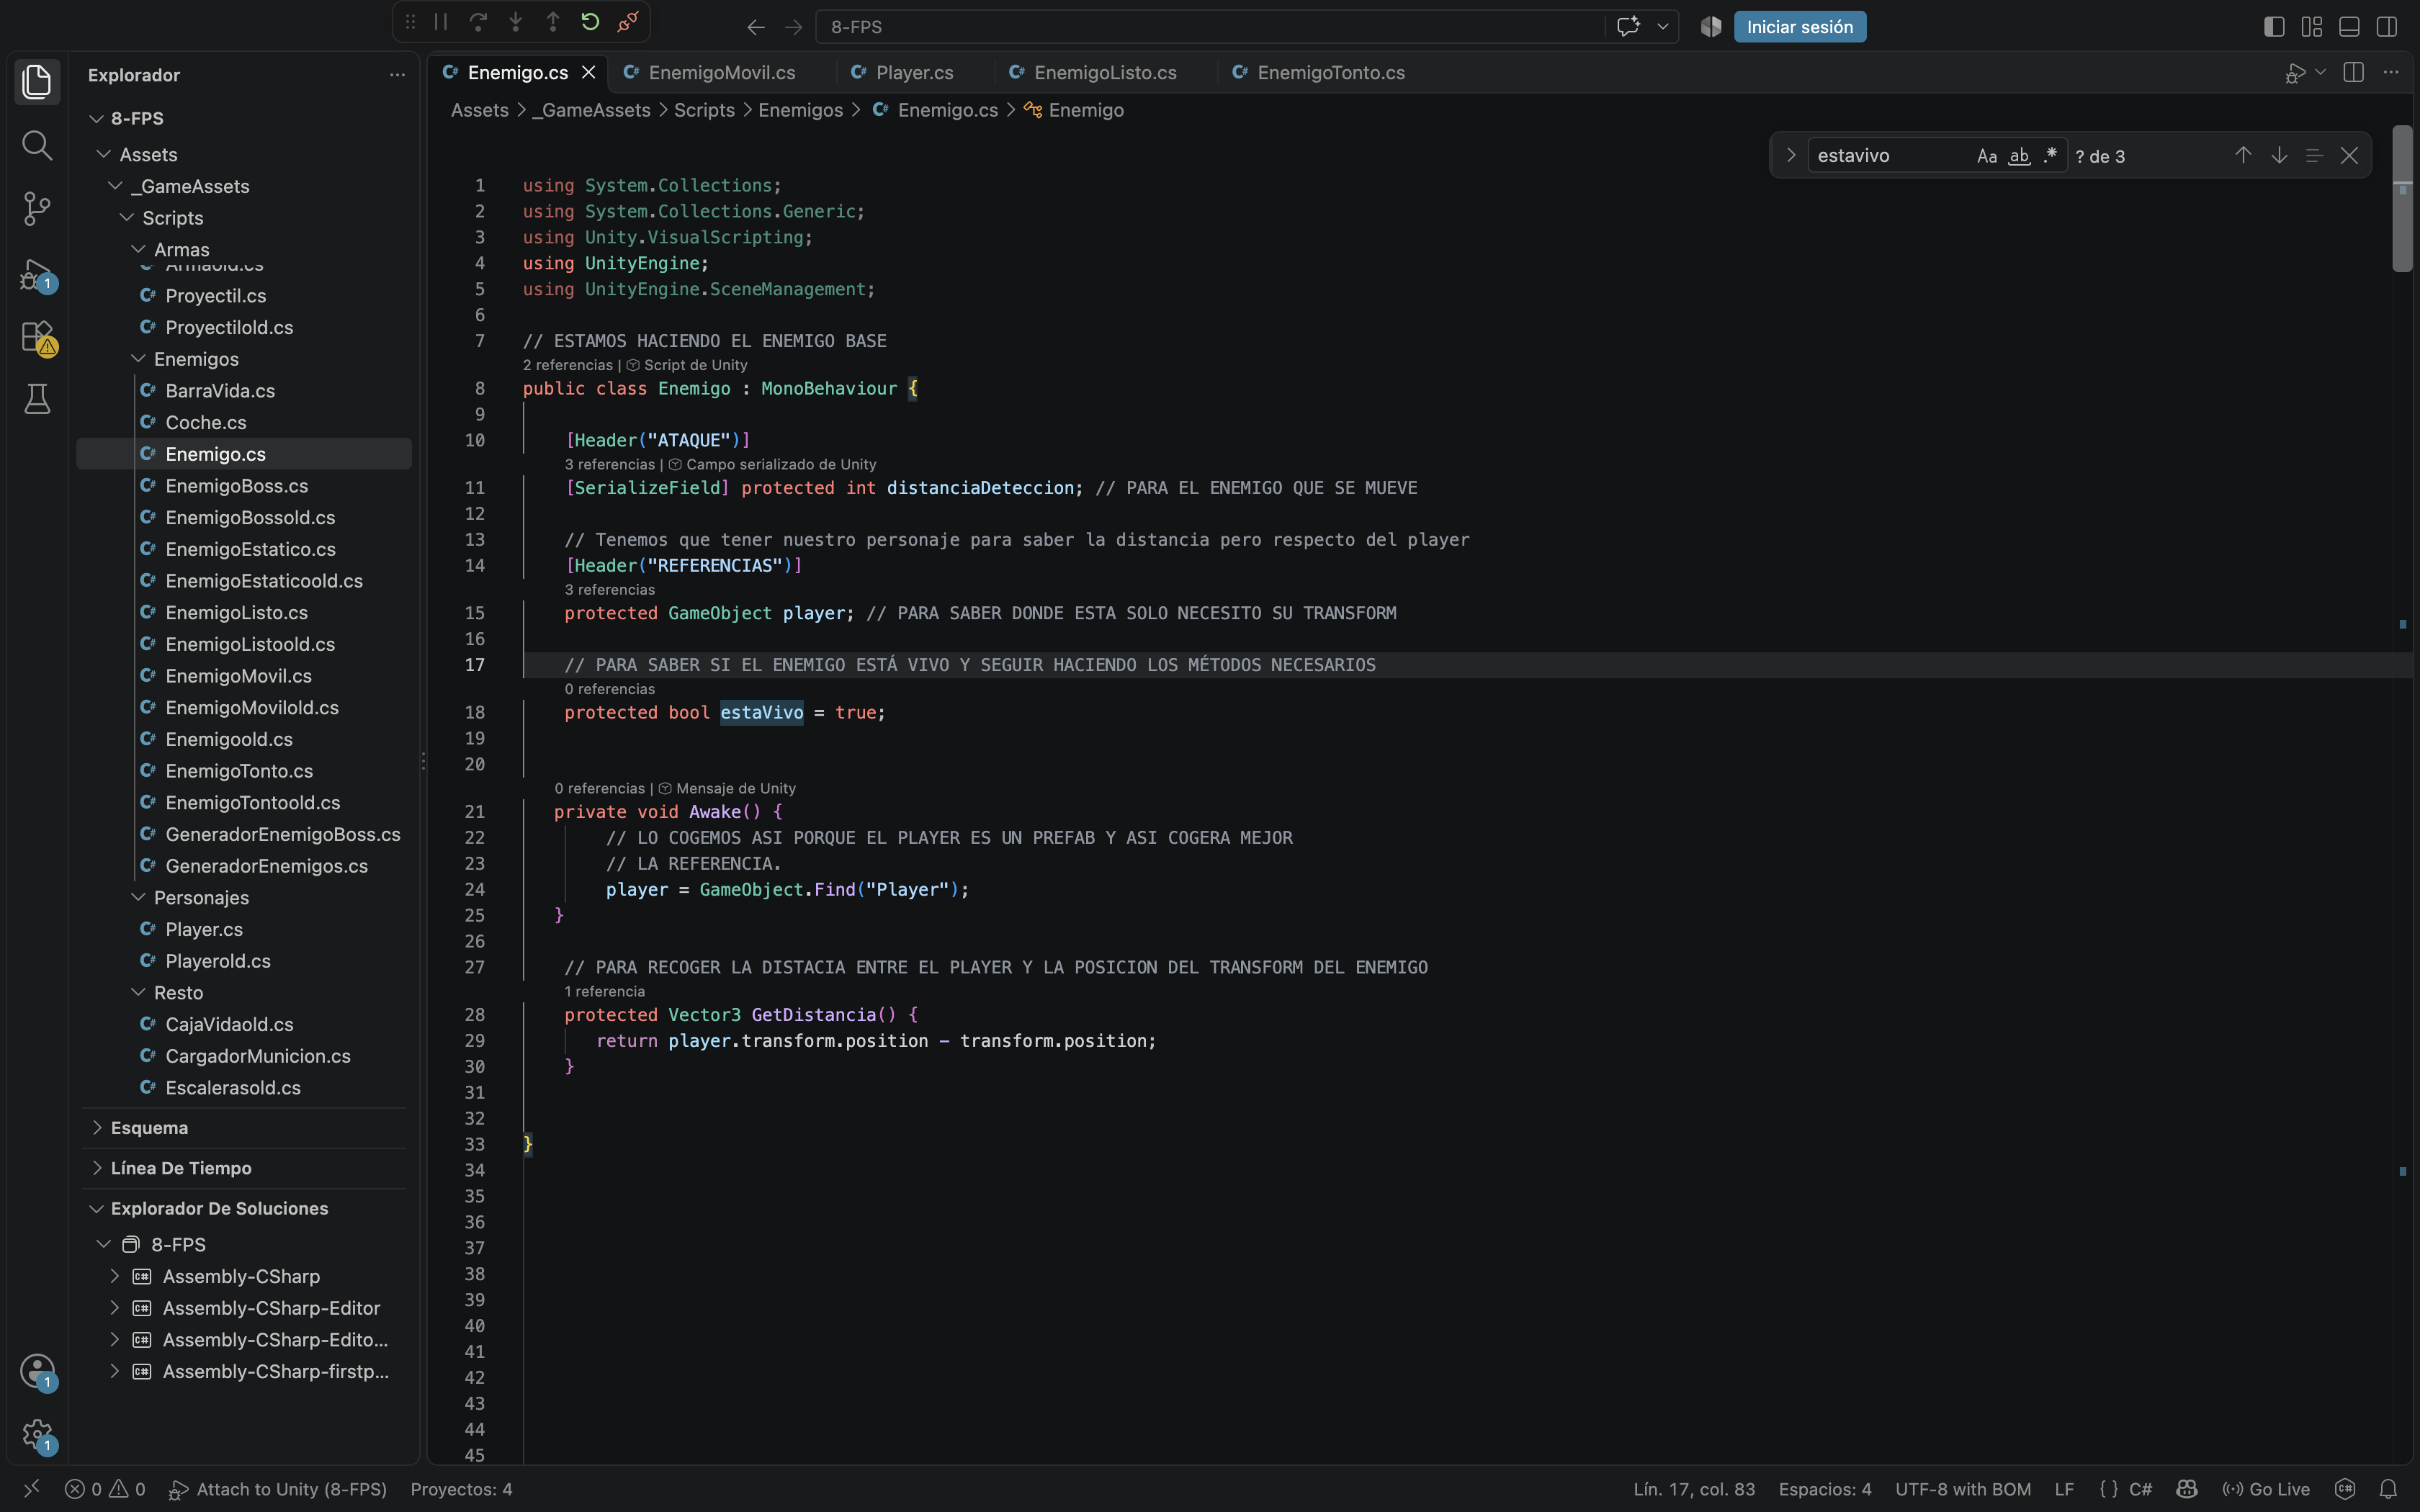 8-FPS
Iniciar sesión
Explorador
8-FPS
Assets
_GameAssets
Scripts
Armas
Armaold.cs
Proyectil.cs
Proyectilold.cs
Enemigos
BarraVida.cs
Coche.cs
Enemigo.cs
EnemigoBoss.cs
EnemigoBossold.cs
EnemigoEstatico.cs
EnemigoEstaticoold.cs
EnemigoListo.cs
EnemigoListoold.cs
EnemigoMovil.cs
EnemigoMovilold.cs
Enemigoold.cs
EnemigoTonto.cs
EnemigoTontoold.cs
GeneradorEnemigoBoss.cs
GeneradorEnemigos.cs
Personajes
Player.cs
Playerold.cs
Resto
CajaVidaold.cs
CargadorMunicion.cs
Escalerasold.cs
Esquema
Línea De Tiempo
Explorador De Soluciones
8-FPS
Assembly-CSharp
Assembly-CSharp-Editor
Assembly-CSharp-Edito...
Assembly-CSharp-firstp...
1
1
1
Enemigo.cs EnemigoMovil.cs Player.cs EnemigoListo.cs EnemigoTonto.cs
Assets > _GameAssets > Scripts > Enemigos > Enemigo.cs > Enemigo
estavivo Aa ab .* ? de 3
1 using System.Collections;
2 using System.Collections.Generic;
3 using Unity.VisualScripting;
4 using UnityEngine;
5 using UnityEngine.SceneManagement;
6
7 // ESTAMOS HACIENDO EL ENEMIGO BASE
2 referencias | Script de Unity
8 public class Enemigo : MonoBehaviour {
9
10 [Header("ATAQUE")]
3 referencias | Campo serializado de Unity
11 [SerializeField] protected int distanciaDeteccion; // PARA EL ENEMIGO QUE SE MUEVE
12
13 // Tenemos que tener nuestro personaje para saber la distancia pero respecto del player
14 [Header("REFERENCIAS")]
3 referencias
15 protected GameObject player; // PARA SABER DONDE ESTA SOLO NECESITO SU TRANSFORM
16
17 // PARA SABER SI EL ENEMIGO ESTÁ VIVO Y SEGUIR HACIENDO LOS MÉTODOS NECESARIOS
0 referencias
18 protected bool estaVivo = true;
19
20
0 referencias | Mensaje de Unity
21 private void Awake() {
22 // LO COGEMOS ASI PORQUE EL PLAYER ES UN PREFAB Y ASI COGERA MEJOR
23 // LA REFERENCIA.
24 player = GameObject.Find("Player");
25 }
26
27 // PARA RECOGER LA DISTACIA ENTRE EL PLAYER Y LA POSICION DEL TRANSFORM DEL ENEMIGO
1 referencia
28 protected Vector3 GetDistancia() {
29 return player.transform.position - transform.position;
30 }
31
32
33 }
34
35
36
37
38
39
40
41
42
43
44
45
0 0 Attach to Unity (8-FPS) Proyectos: 4 Lín. 17, col. 83 Espacios: 4 UTF-8 with BOM LF { } C# Go Live